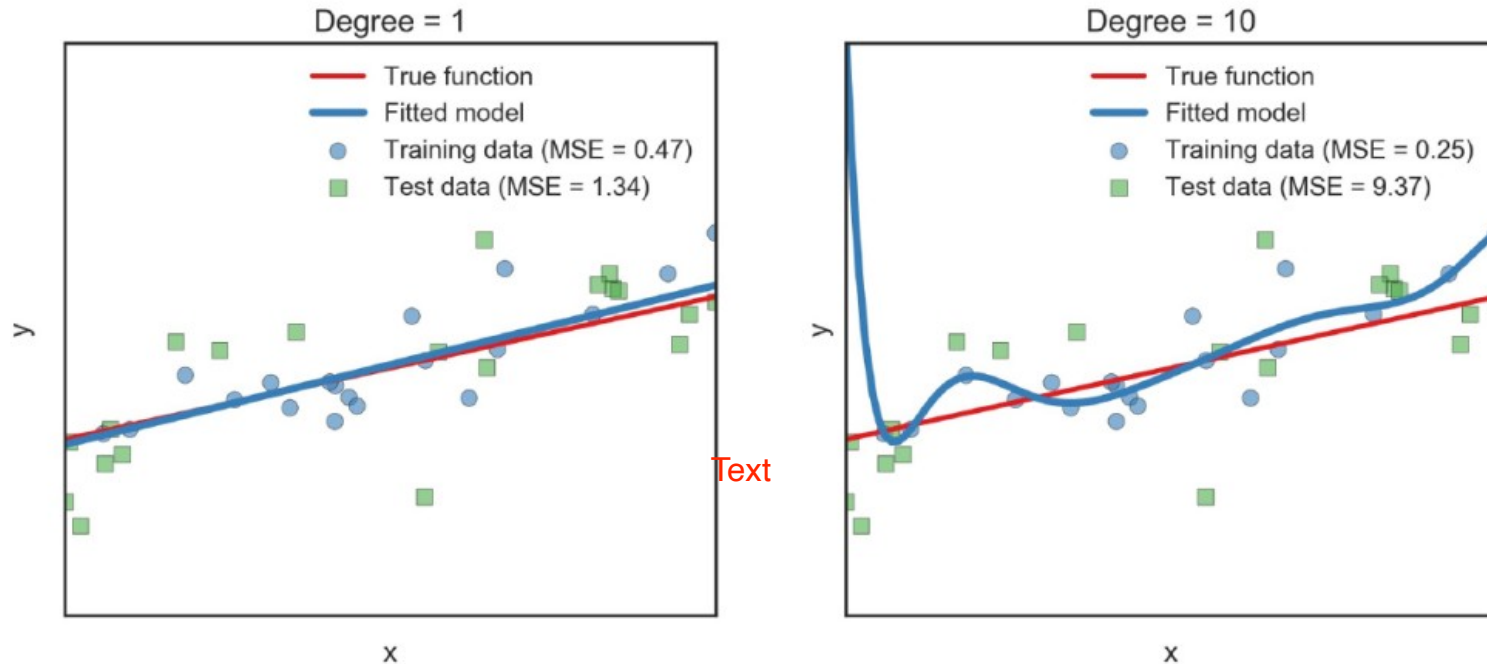 Degree = 1
True function
Fitted model
Training data (MSE = 0.47)
Test data (MSE = 1.34)
y
x
Text
Degree = 10
True function
Fitted model
Training data (MSE = 0.25)
Test data (MSE = 9.37)
y
x